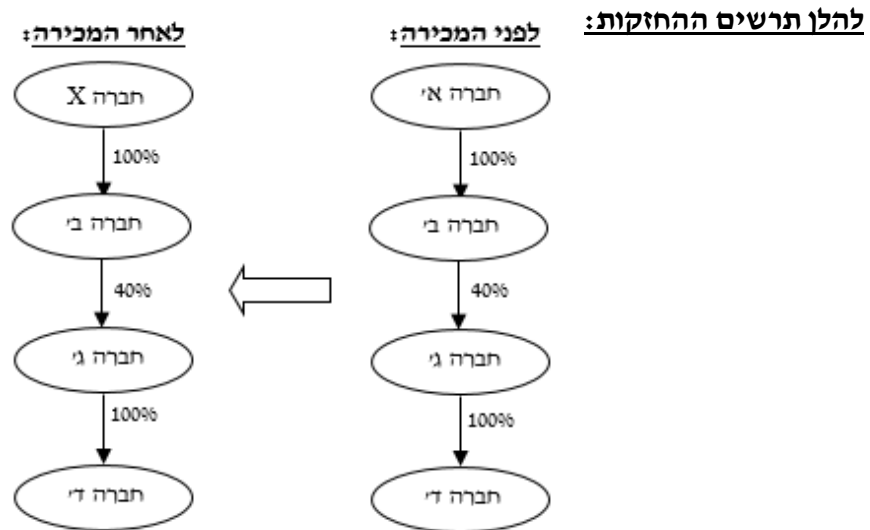 להלן תרשים ההחזקות:
לפני המכירה:
חברה א'
100%
חברה ב'
40%
חברה ג'
100%
חברה ד'
לאחר המכירה:
חברה X
100%
חברה ב'
40%
חברה ג'
100%
חברה ד'